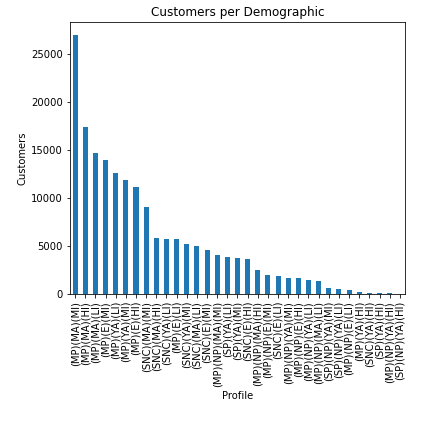 Customers per Demographic
Customers
25000
20000
15000
10000
5000
0
(MP)(MA)(MI)
(MP)(MA)(HI)
(MP)(MA)(LI)
(MP)(E)(MI)
(MP)(YA)(LI)
(MP)(YA)(MI)
(MP)(E)(HI)
(SNC)(MA)(MI)
(SNC)(MA)(HI)
(SNC)(YA)(LI)
(MP)(E)(LI)
(SNC)(YA)(MI)
(SNC)(MA)(LI)
(SNC)(E)(MI)
(MP)(NP)(MA)(MI)
(SP)(YA)(LI)
(SP)(YA)(MI)
(SNC)(E)(HI)
(MP)(NP)(MA)(HI)
(MP)(NP)(E)(MI)
(SNC)(E)(LI)
(MP)(NP)(YA)(MI)
(MP)(NP)(E)(HI)
(MP)(NP)(YA)(LI)
(MP)(NP)(MA)(LI)
(SP)(NP)(YA)(MI)
(SP)(NP)(YA)(LI)
(MP)(NP)(E)(LI)
(MP)(YA)(HI)
(SNC)(YA)(HI)
(SP)(YA)(HI)
(MP)(NP)(YA)(HI)
(SP)(NP)(YA)(HI)
Profile